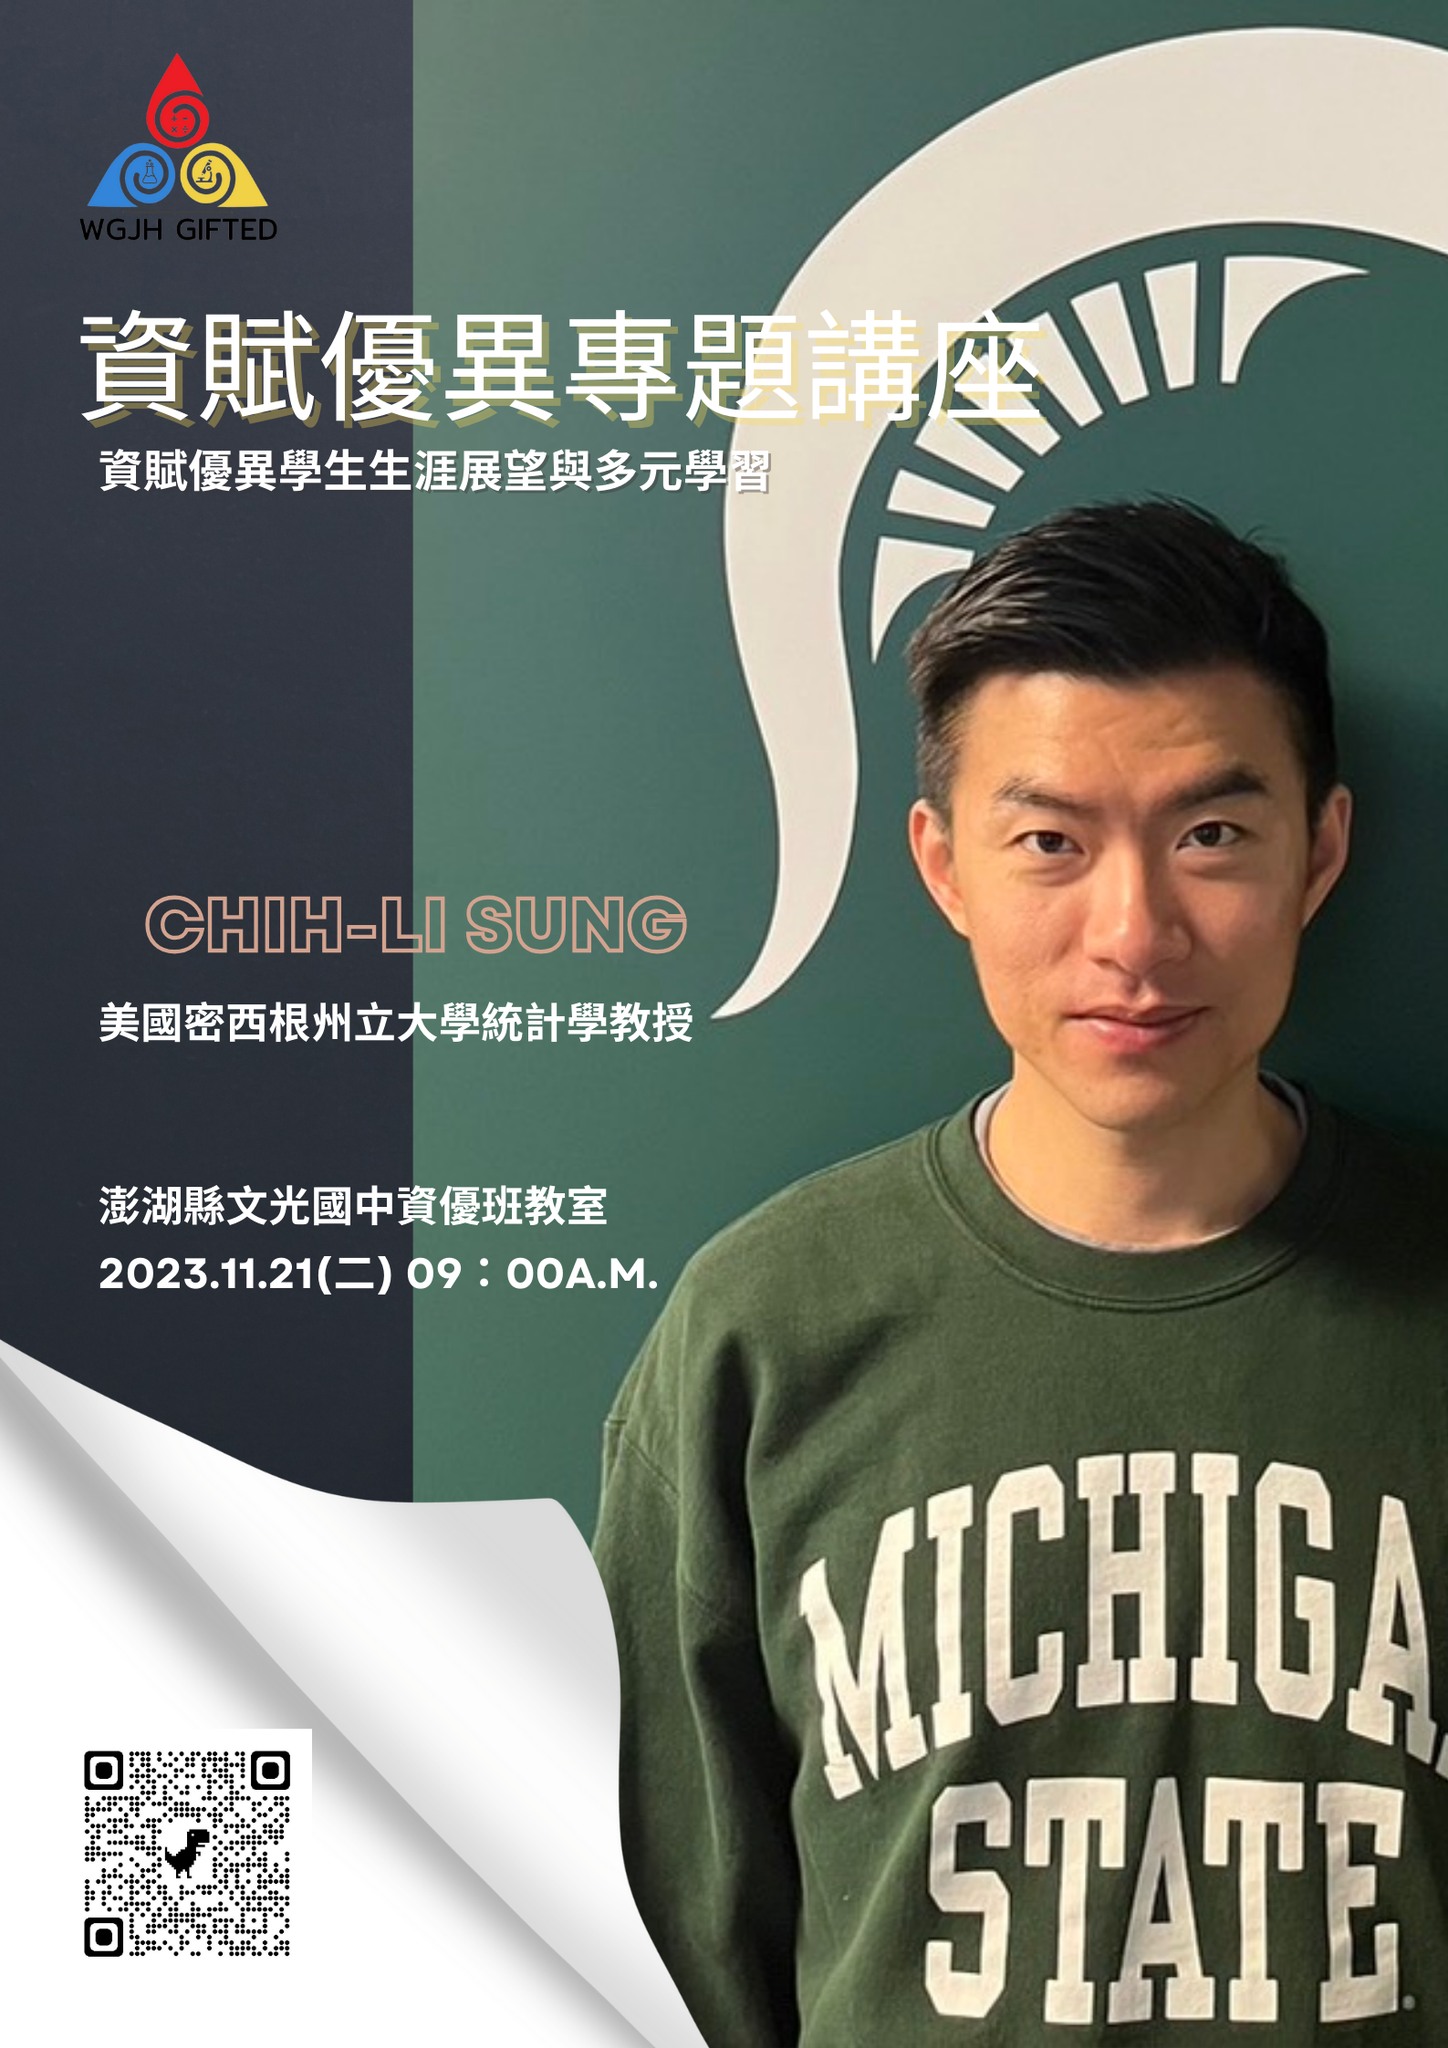 WGJH GIFTED
資賦優異專題講座
資賦優異學生生涯展望與多元學習
CHIH-LI SUNG
美國密西根州立大學統計學教授
澎湖縣文光國中資優班教室
2023.11.21(二) 09：00A.M.
MICHIGA
STATE